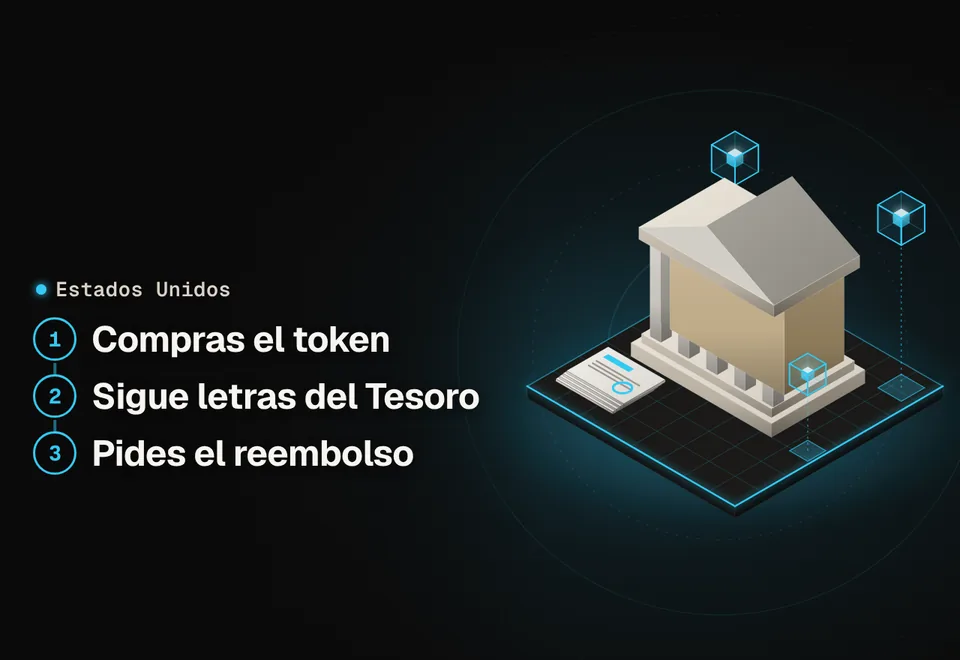 Estados Unidos
1 Compras el token
2 Sigue letras del Tesoro
3 Pides el reembolso